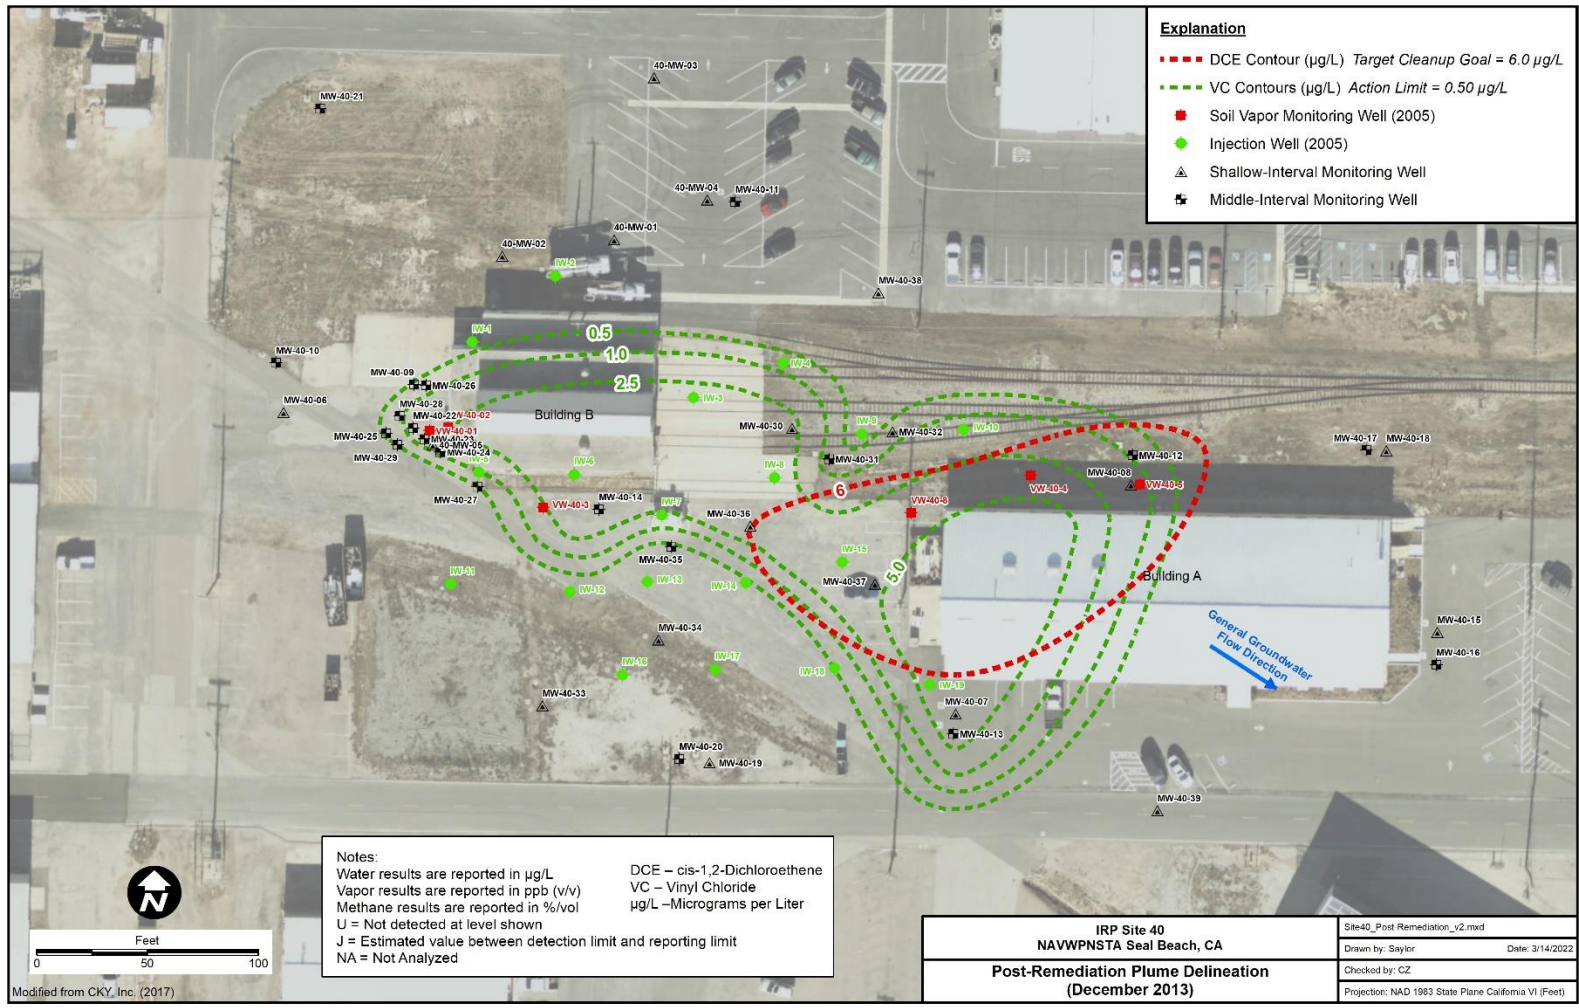 Explanation
DCE Contour (µg/L) Target Cleanup Goal = 6.0 µg/L
VC Contours (µg/L) Action Limit = 0.50 µg/L
Soil Vapor Monitoring Well (2005)
Injection Well (2005)
Shallow-Interval Monitoring Well
Middle-Interval Monitoring Well
40-MW-03
MW-40-21
STOP
40-MW-04
MW-40-11
40-MW-01
40-MW-02
IW-2
MW-40-38
IW-1
0.5
MW-40-10
1.0
IW-4
MW-40-09
MW-40-26
2.5
IW-3
MW-40-06
MW-40-28
Building B
MW-40-22
VW-40-01
MW-40-25
MW-40-23
40-MW-05
MW-40-24
MW-40-29
MW-40-30
IW-9
MW-40-32
IW-10
MW-40-17
MW-40-18
MW-40-31
MW-40-12
IW-5
IW-6
IW-8
MW-40-08
VW-40-4
VW-40-5
6
MW-40-27
VW-40-3
MW-40-14
IW-7
MW-40-36
VW-40-6
MW-40-35
IW-15
5.0
MW-40-37
Building A
IW-11
IW-12
IW-13
IW-14
General Groundwater
Flow Direction
MW-40-34
MW-40-15
MW-40-16
IW-16
IW-17
IW-18
IW-19
MW-40-33
MW-40-07
MW-40-13
MW-40-20
MW-40-19
MW-40-39
N
Feet
0 50 100
Modified from CKY, Inc. (2017)
Notes:
Water results are reported in µg/L
Vapor results are reported in ppb (v/v)
Methane results are reported in %/vol
U = Not detected at level shown
J = Estimated value between detection limit and reporting limit
NA = Not Analyzed
DCE – cis-1,2-Dichloroethene
VC – Vinyl Chloride
µg/L –Micrograms per Liter
IRP Site 40
NAVWPNSTA Seal Beach, CA
Post-Remediation Plume Delineation
(December 2013)
Site40_Post-Remediation_v2.mxd
Drawn by: Saylor Date: 3/14/2022
Checked by: CZ
Projection: NAD 1983 State Plane California VI (Feet)